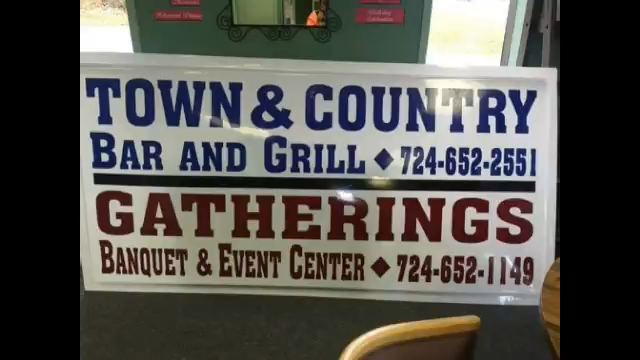 TOWN & COUNTRY
BAR AND GRILL ♦ 724-652-2551
GATHERINGS
BANQUET & EVENT CENTER ♦ 724-652-1149